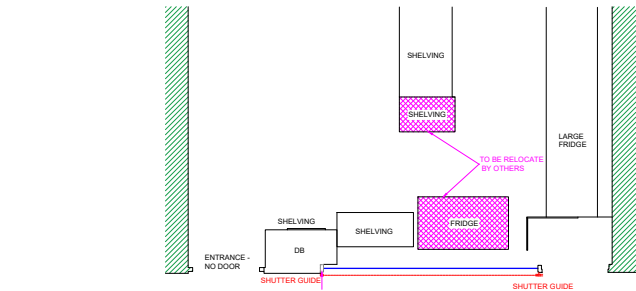 SHELVING
SHELVING
LARGE
FRIDGE
TO BE RELOCATE
BY OTHERS
SHELVING
SHELVING
FRIDGE
DB
ENTRANCE -
NO DOOR
SHUTTER GUIDE
SHUTTER GUIDE